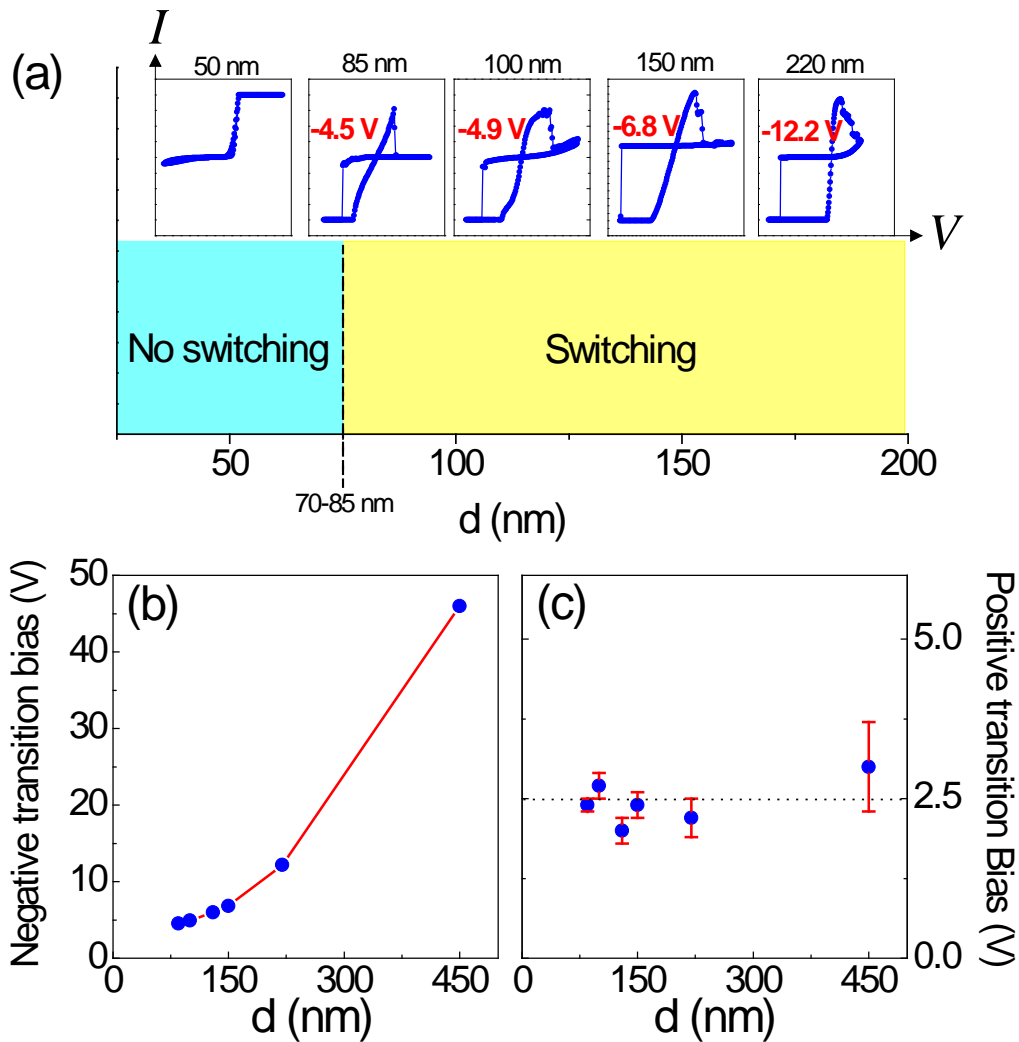 (a)
I
50 nm
85 nm
100 nm
150 nm
220 nm
-4.5 V
-4.9 V
-6.8 V
-12.2 V
V
No switching
Switching
50
100
150
200
70-85 nm
d (nm)
(b)
Negative transition bias (V)
50
40
30
20
10
0
0
150
300
450
d (nm)
(c)
Positive transition Bias (V)
5.0
2.5
0.0
0
150
300
450
d (nm)